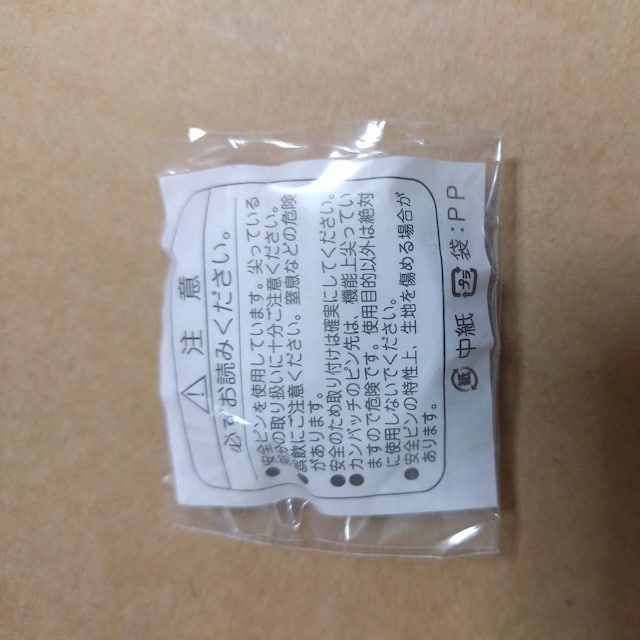 ⚠ 注意
必ずお読みください。
●安全ピンを使用しています。尖っている
部分の取り扱いに十分ご注意ください。
●誤飲にご注意ください。窒息などの危険
があります。
●安全のため取り付けは確実にしてください。
●カンバッチのピン先は、機能上尖ってい
ますので危険です。使用目的以外は絶対
に使用しないでください。
●安全ピンの特性上、生地を傷める場合が
あります。
紙 中紙 プラ 袋:PP